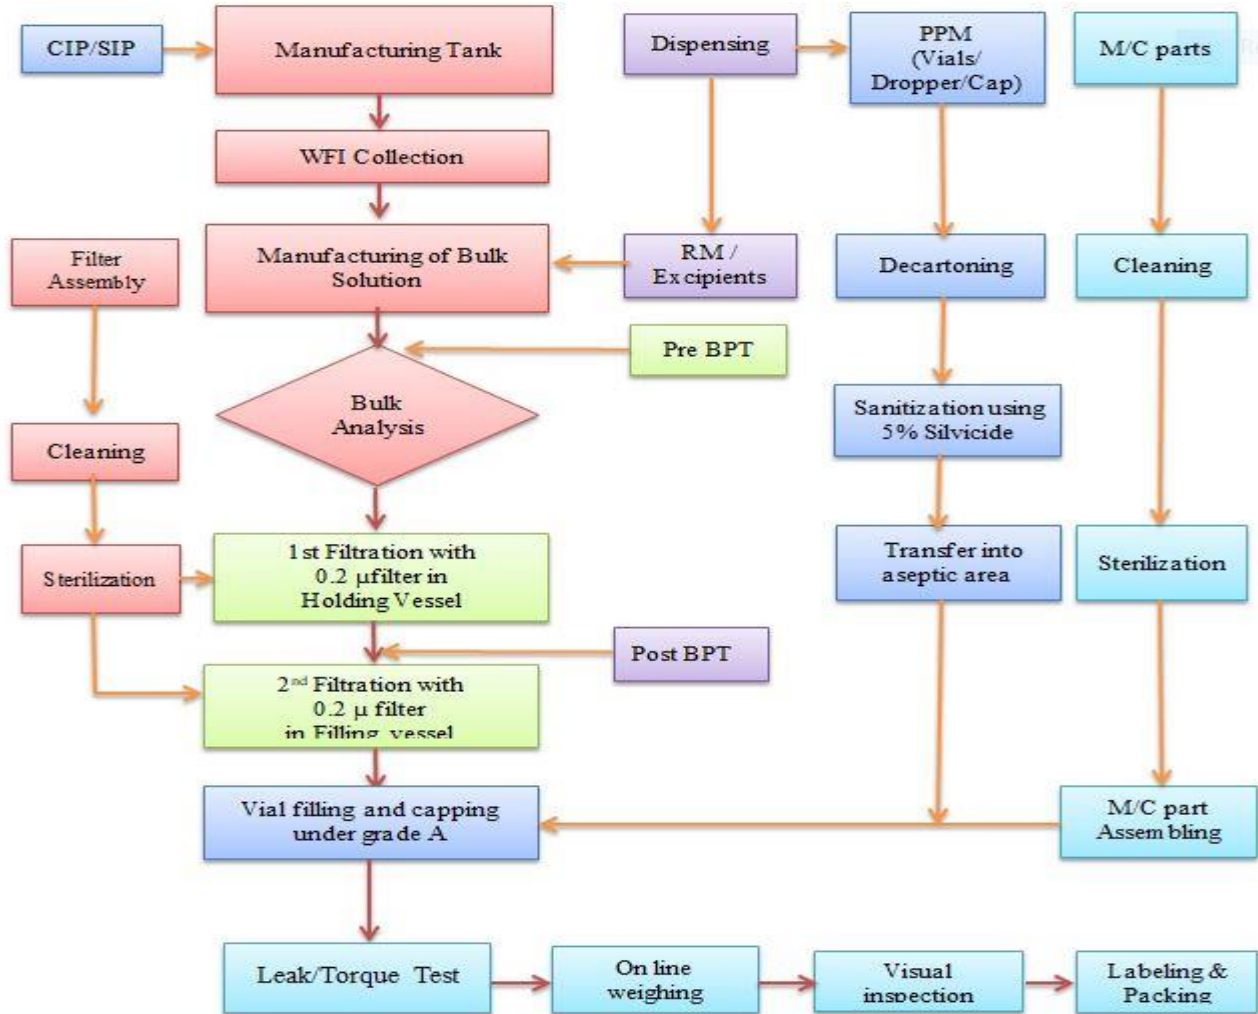 CIP/SIP
Manufacturing Tank
Dispensing
PPM
(Vials/
Dropper/Cap)
M/C parts
WFI Collection
Filter
Assembly
Manufacturing of Bulk
Solution
RM /
Excipients
Decartoning
Cleaning
Pre BPT
Bulk
Analysis
Sanitization using
5% Silvicide
Cleaning
1st Filtration with
0.2 µfilter in
Holding Vessel
Transfer into
aseptic area
Sterilization
Sterilization
Post BPT
2nd Filtration with
0.2 µ filter
in Filling vessel
Vial filling and capping
under grade A
M/C part
Assembling
Leak/Torque Test
On line
weighing
Visual
inspection
Labeling &
Packing